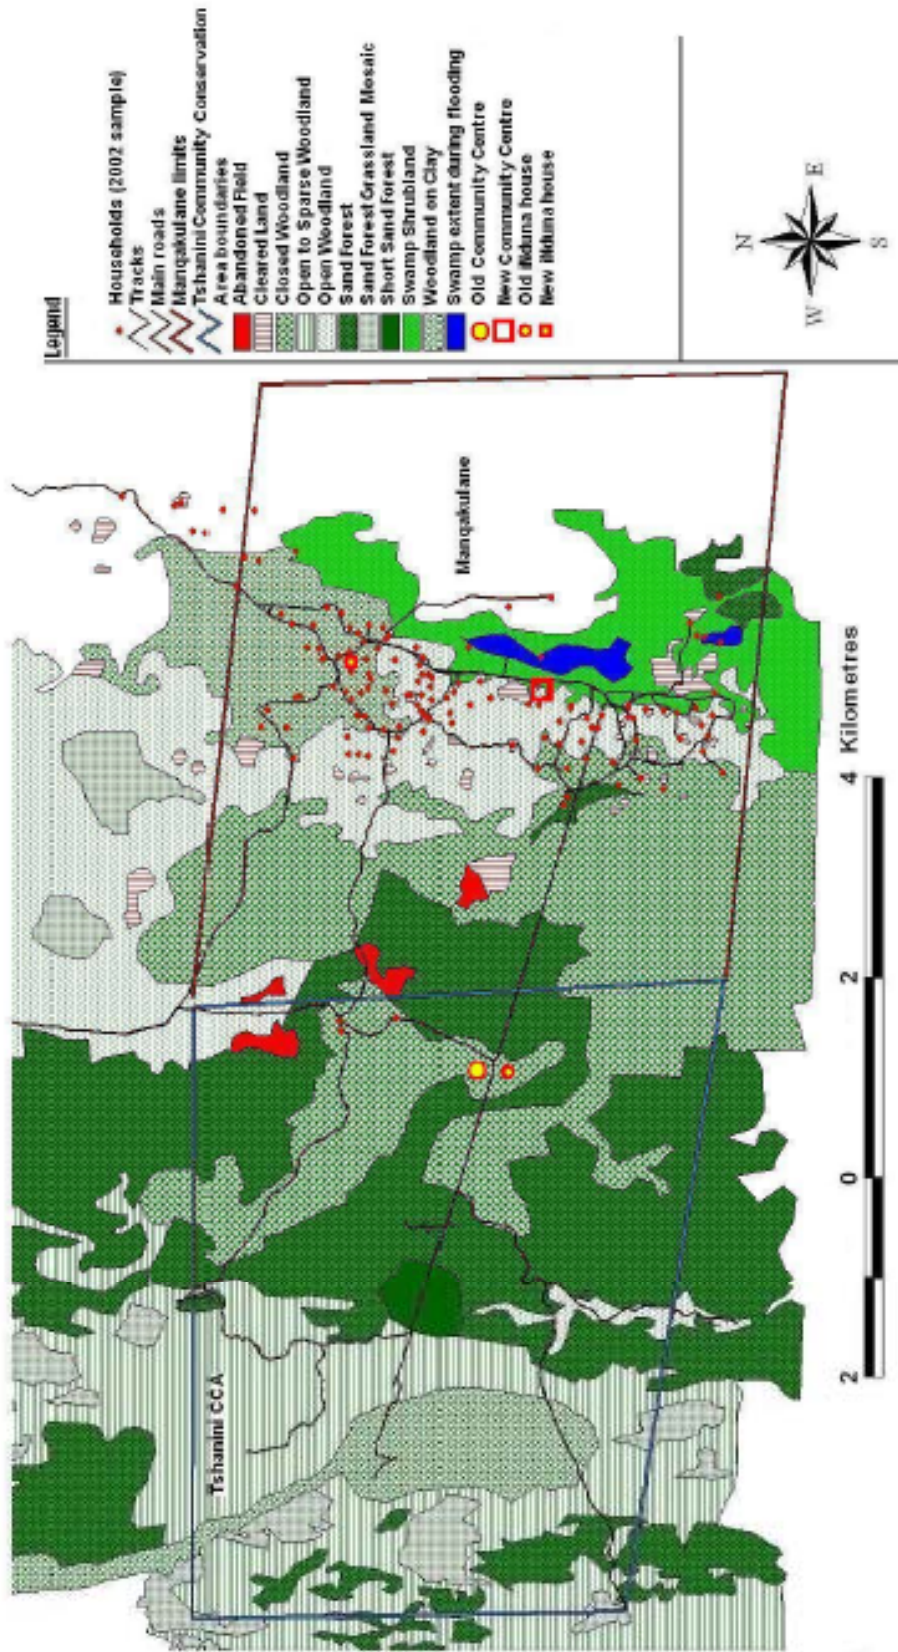 Legend
Households (2002 sample)
Tracks
Main roads
Manqakulane limits
Tshanini Community Conservation
Area boundaries
Abandoned Field
Cleared Land
Closed Woodland
Open to Sparse Woodland
Open Woodland
Sand Forest
Sand Forest Grassland Mosaic
Short Sand Forest
Swamp Shrubland
Woodland on Clay
Swamp extent during flooding
Old Community Centre
New Community Centre
Old iNkduna house
New iNkduna house
N
W
E
S
Tshanini CCA
Manqakulane
2
0
2
4
Kilometres